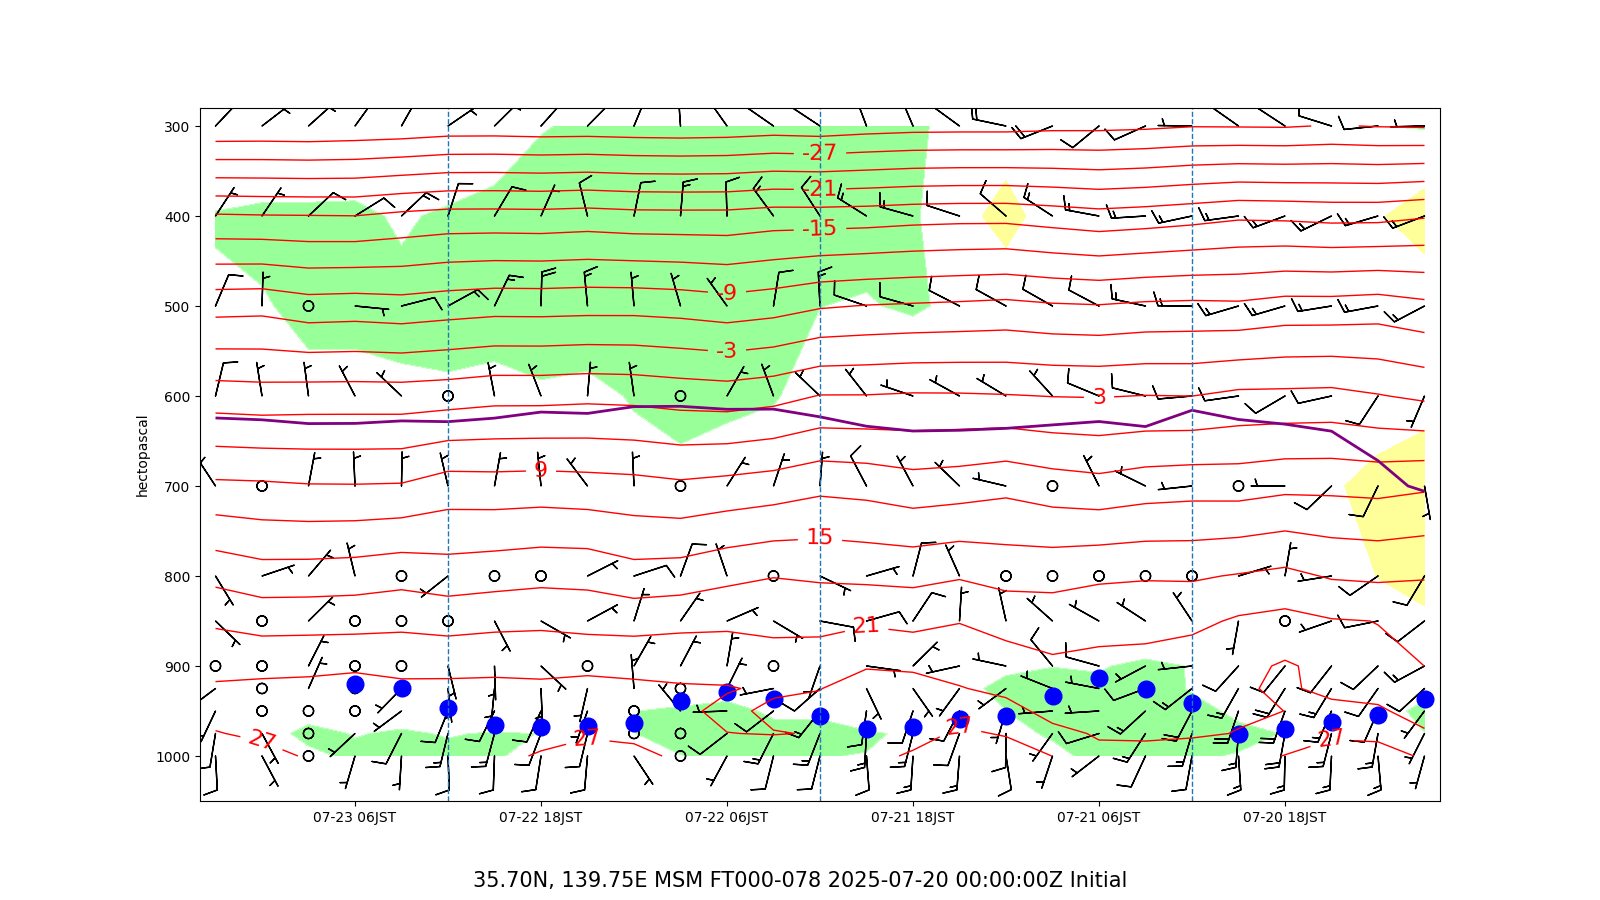 300
400
500
600
700
800
900
1000
hectopascal
-27
-21
-15
-9
-3
3
9
15
21
27
27
27
27
07-23 06JST
07-22 18JST
07-22 06JST
07-21 18JST
07-21 06JST
07-20 18JST
35.70N, 139.75E MSM FT000-078 2025-07-20 00:00:00Z Initial